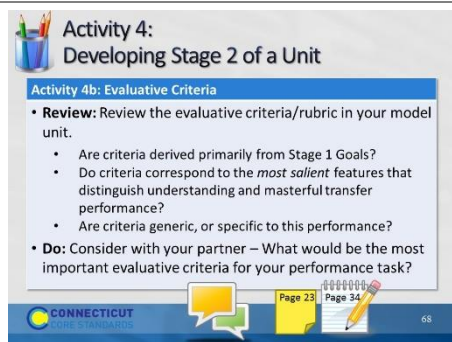 Activity 4:
Developing Stage 2 of a Unit
Activity 4b: Evaluative Criteria
• Review: Review the evaluative criteria/rubric in your model
unit.
• Are criteria derived primarily from Stage 1 Goals?
• Do criteria correspond to the most salient features that
distinguish understanding and masterful transfer
performance?
• Are criteria generic, or specific to this performance?
• Do: Consider with your partner – What would be the most
important evaluative criteria for your performance task?
Page 23
Page 34
CONNECTICUT
CORE STANDARDS
68